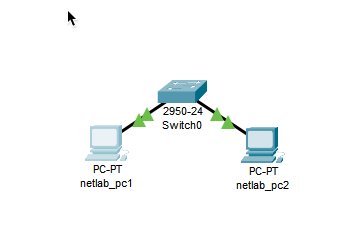 2950-24
Switch0
PC-PT
netlab_pc1
PC-PT
netlab_pc2